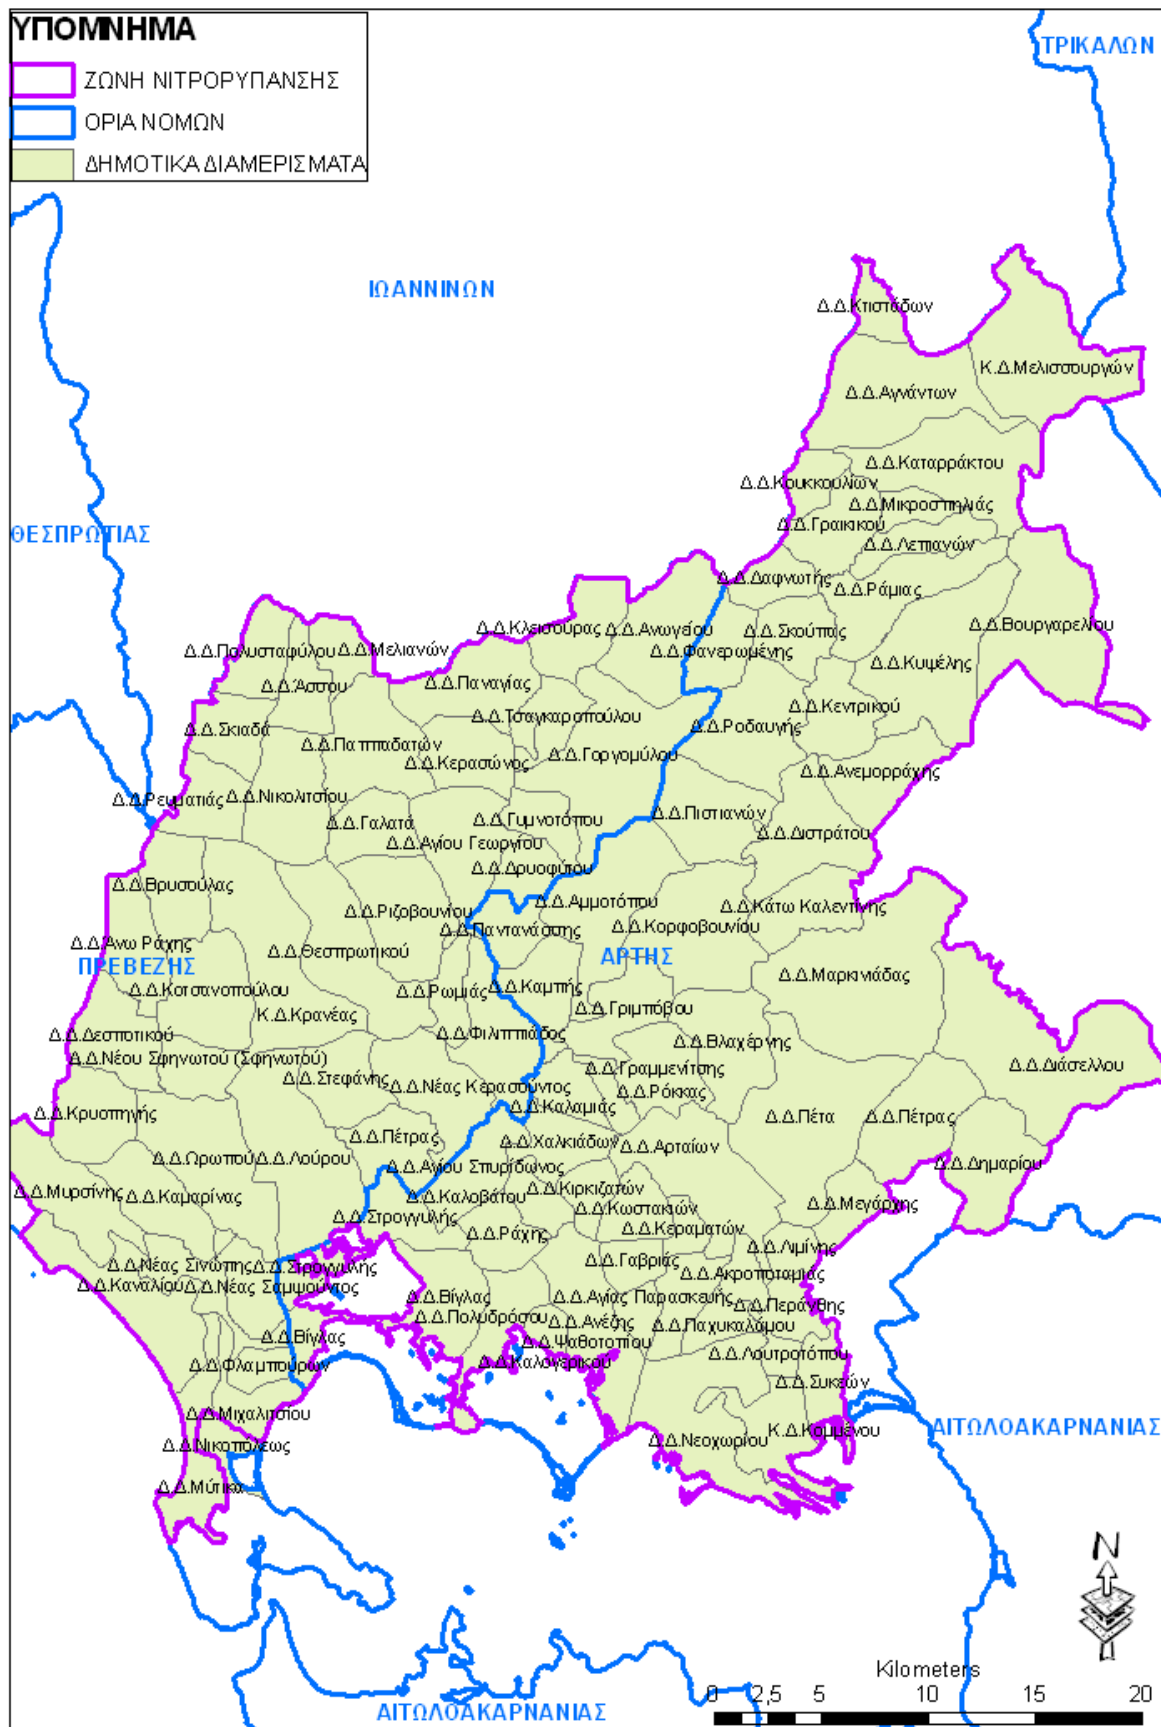 ΥΠΟΜΝΗΜΑ
ΖΩΝΗ ΝΙΤΡΟΡΥΠΑΝΣΗΣ
ΟΡΙΑ ΝΟΜΩΝ
ΔΗΜΟΤΙΚΑ ΔΙΑΜΕΡΙΣΜΑΤΑ
ΤΡΙΚΑΛΩΝ
ΙΩΑΝΝΙΝΩΝ
Δ.Δ.Κτιστάδων
Κ.Δ.Μελισσουργών
Δ.Δ.Αγνάντων
Δ.Δ.Καταρράκτου
Δ.Δ.Κουκκουλίων
Δ.Δ.Μικροσπηλιάς
Δ.Δ.Γραικικού
ΘΕΣΠΡΩΤΙΑΣ
Δ.Δ.Λεπιανών
Δ.Δ.Δαφνωτής
Δ.Δ.Ράμιας
Δ.Δ.Βουργαρελίου
Δ.Δ.Κλεισούρας
Δ.Δ.Ανωγείου
Δ.Δ.Σκούπας
Δ.Δ.Πολυσταφύλου
Δ.Δ.Μελιανών
Δ.Δ.Φανερωμένης
Δ.Δ.Κυψέλης
Δ.Δ.Άσσου
Δ.Δ.Παναγίας
Δ.Δ.Κεντρικού
Δ.Δ.Τσαγκαροπούλου
Δ.Δ.Σκιαδά
Δ.Δ.Ροδαυγής
Δ.Δ.Παππαδατών
Δ.Δ.Γοργομύλου
Δ.Δ.Κερασώνος
Δ.Δ.Ανεμορράχης
Δ.Δ.Ρευματιάς
Δ.Δ.Νικολιτσίου
Δ.Δ.Πιστιανών
Δ.Δ.Γαλατά
Δ.Δ.Γυμνοτόπου
Δ.Δ.Διστράτου
Δ.Δ.Αγίου Γεωργίου
Δ.Δ.Δρυοφύτου
Δ.Δ.Βρυσούλας
Δ.Δ.Αμμοτόπου
Δ.Δ.Κάτω Καλεντίνης
Δ.Δ.Ριζοβουνίου
Δ.Δ.Παντανάσσης
Δ.Δ.Κορφοβουνίου
Δ.Δ.Άνω Ράχης
Δ.Δ.Θεσπρωτικού
ΑΡΤΗΣ
ΠΡΕΒΕΖΗΣ
Δ.Δ.Μαρκινιάδας
Δ.Δ.Κοτσανοπούλου
Δ.Δ.Ρωμιάς
Δ.Δ.Καμπής
Δ.Δ.Γριμπόβου
Κ.Δ.Κρανέας
Δ.Δ.Δεσποτικού
Δ.Δ.Φιλιππιάδος
Δ.Δ.Βλαχέρνης
Δ.Δ.Νέου Σφηνωτού (Σφηνωτού)
Δ.Δ.Διάσελλου
Δ.Δ.Γραμμενίτσης
Δ.Δ.Στεφάνης
Δ.Δ.Νέας Κερασούντος
Δ.Δ.Ρόκκας
Δ.Δ.Καλαμιάς
Δ.Δ.Κρυοπηγής
Δ.Δ.Πέτα
Δ.Δ.Πέτρας
Δ.Δ.Πέτρας
Δ.Δ.Χαλκιάδων
Δ.Δ.Αρταίων
Δ.Δ.Ωρωπού
Δ.Δ.Λούρου
Δ.Δ.Αγίου Σπυρίδωνος
Δ.Δ.Δημαρίου
Δ.Δ.Μυρσίνης
Δ.Δ.Καμαρίνας
Δ.Δ.Καλοβάτου
Δ.Δ.Κιρκιζατών
Δ.Δ.Κωστακιών
Δ.Δ.Μεγάρχης
Δ.Δ.Στρογγυλής
Δ.Δ.Ράχης
Δ.Δ.Κεραματών
Δ.Δ.Λιμίνης
Δ.Δ.Νέας Σινώπης
Δ.Δ.Στρογγυλής
Δ.Δ.Γαβριάς
Δ.Δ.Ακροποταμιάς
Δ.Δ.Καναλίου
Δ.Δ.Νέας Σαμψούντος
Δ.Δ.Βίγλας
Δ.Δ.Αγίας Παρασκευής
Δ.Δ.Περάνθης
Δ.Δ.Πολυδρόσου
Δ.Δ.Ανέζης
Δ.Δ.Παχυκαλάμου
Δ.Δ.Βίγλας
Δ.Δ.Ψαθοτοπίου
Δ.Δ.Λουτροτόπου
Δ.Δ.Φλαμπούρων
Δ.Δ.Καλογερικού
Δ.Δ.Συκεών
Δ.Δ.Μιχαλιτσίου
Κ.Δ.Κομμένου
ΑΙΤΩΛΟΑΚΑΡΝΑΝΙΑΣ
Δ.Δ.Νικοπόλεως
Δ.Δ.Νεοχωρίου
Δ.Δ.Μύτικα
N
Kilometers
0 2,5 5 10 15 20
ΑΙΤΩΛΟΑΚΑΡΝΑΝΙΑΣ